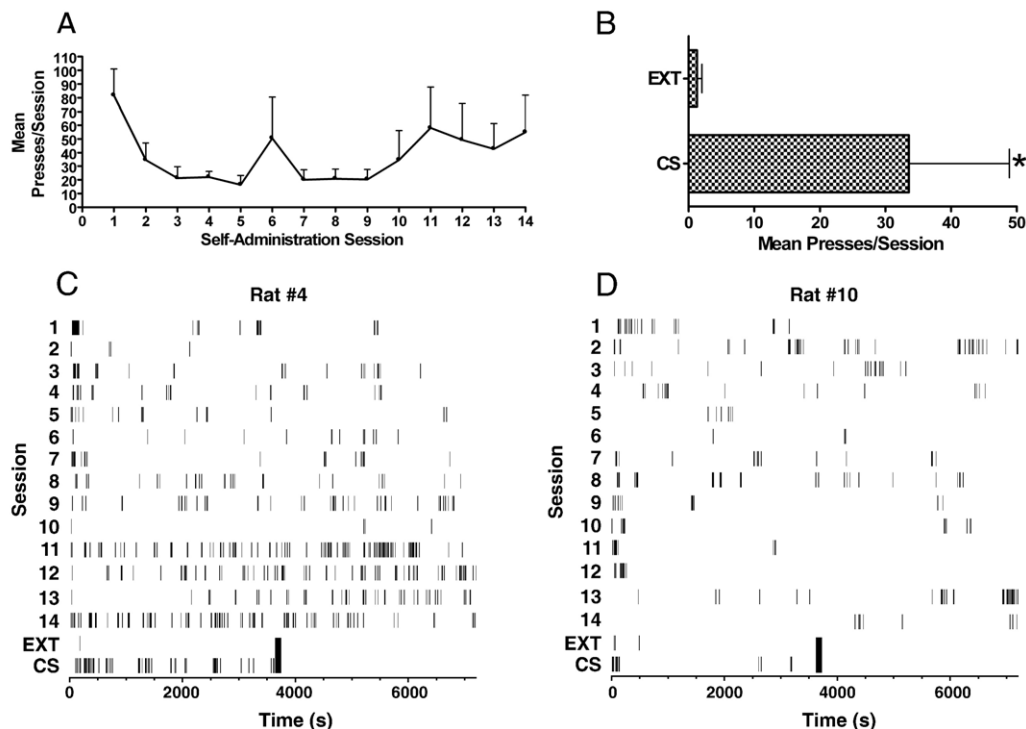 A
Mean
Presses/Session
110
100
90
80
70
60
50
40
30
20
10
0
0 1 2 3 4 5 6 7 8 9 10 11 12 13 14
Self-Administration Session
B
EXT
CS
*
0 10 20 30 40 50
Mean Presses/Session
C
Rat #4
Session
1
2
3
4
5
6
7
8
9
10
11
12
13
14
EXT
CS
0 2000 4000 6000
Time (s)
D
Rat #10
Session
1
2
3
4
5
6
7
8
9
10
11
12
13
14
EXT
CS
0 2000 4000 6000
Time (s)